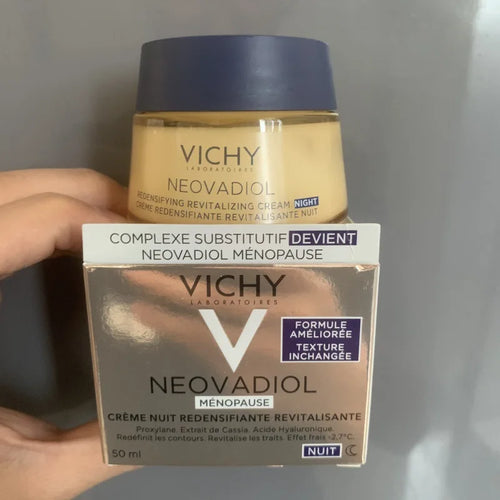 VICHY
LABORATOIRES
NEOVADIOL
REDENSIFYING REVITALIZING CREAM NIGHT
CRÈME REDENSIFIANTE REVITALISANTE NUIT
COMPLEXE SUBSTITUTIF DEVIENT
NEOVADIOL MÉNOPAUSE
VICHY
LABORATOIRES
FORMULE
AMÉLIORÉE
TEXTURE
INCHANGÉE
NEOVADIOL
MÉNOPAUSE
CRÈME NUIT REDENSIFIANTE REVITALISANTE
Proxylane. Extrait de Cassia. Acide Hyaluronique.
Redéfinit les contours. Revitalise les traits. Effet frais -2,7°C.
50 ml
NUIT